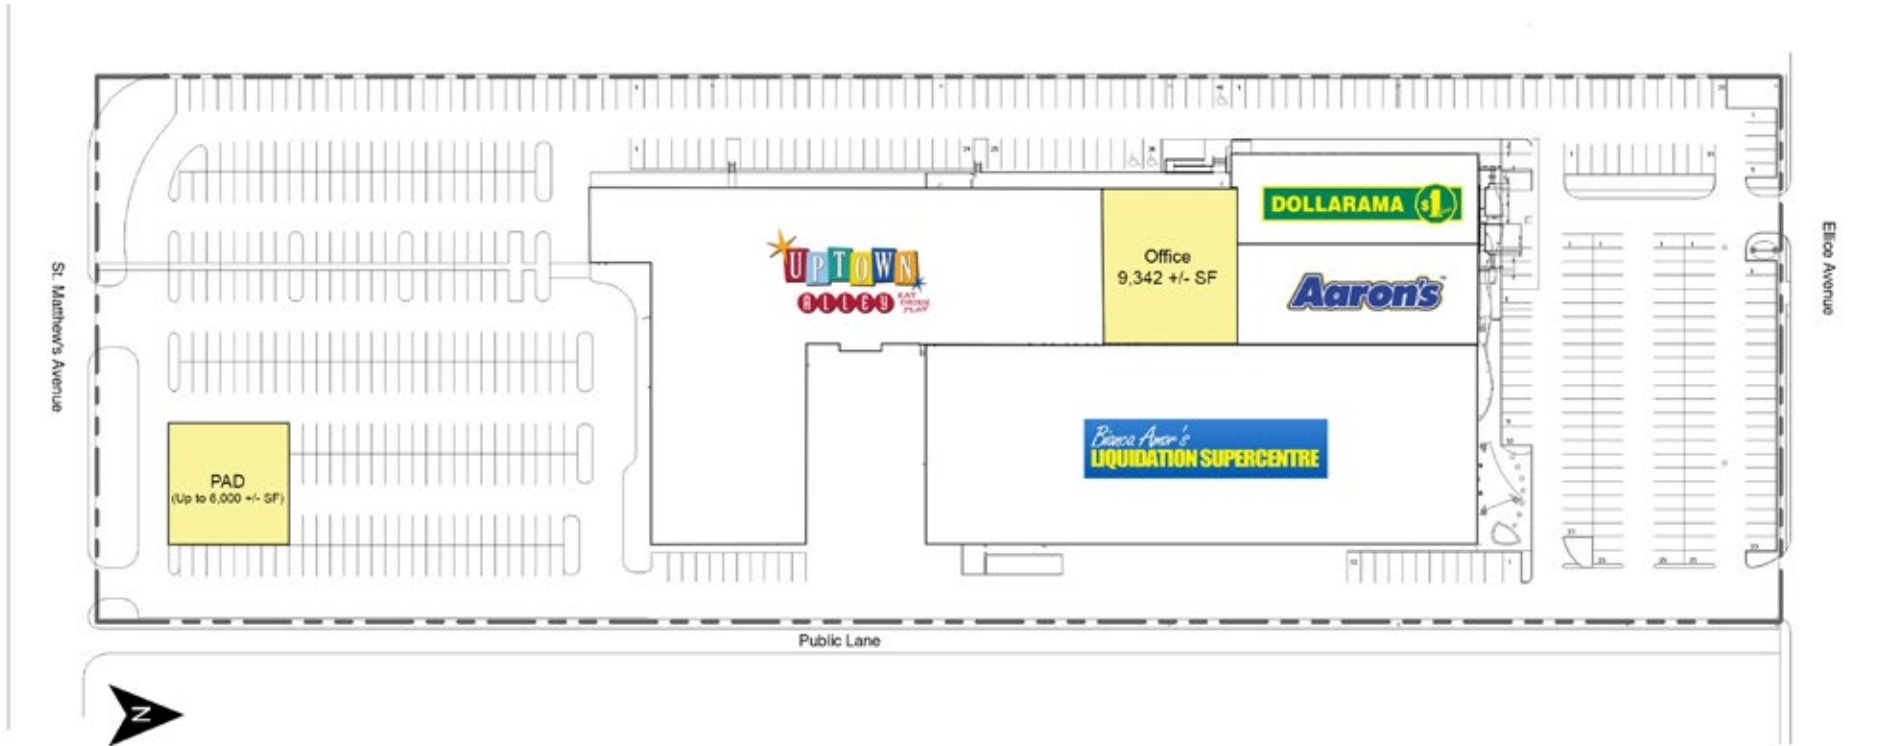 DOLLARAMA $1
Ellice Avenue
St. Matthew's Avenue
UPTOWN
ALLEY
EAT
DRINK
PLAY
Office
9,342 +/- SF
Aaron's
Bianca Amor's
LIQUIDATION SUPERCENTRE
PAD
(Up to 6,000 +/- SF)
Public Lane
N